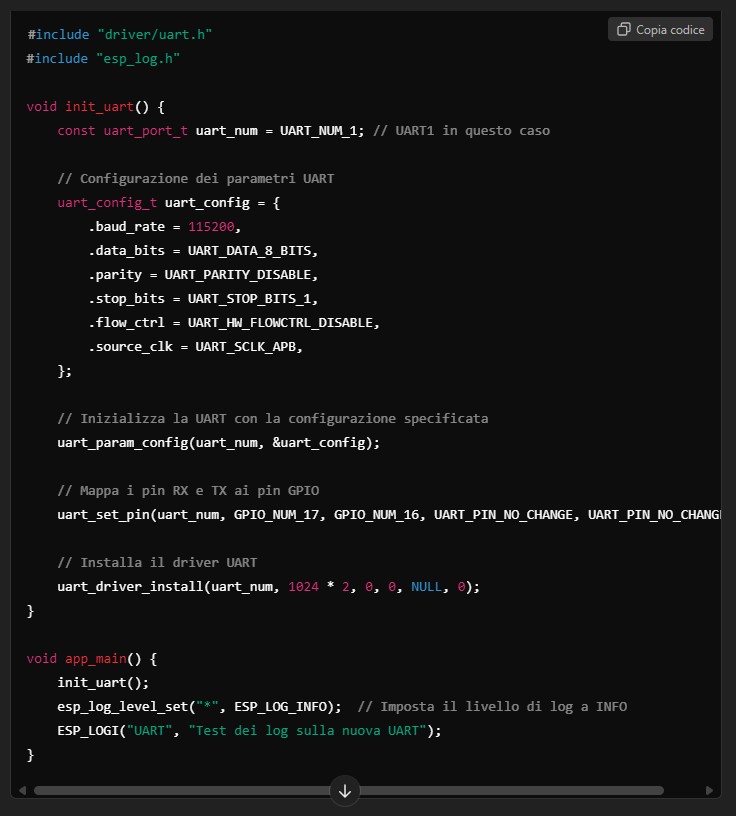 Copia codice
#include "driver/uart.h"
#include "esp_log.h"
void init_uart() {
const uart_port_t uart_num = UART_NUM_1; // UART1 in questo caso
// Configurazione dei parametri UART
uart_config_t uart_config = {
.baud_rate = 115200,
.data_bits = UART_DATA_8_BITS,
.parity = UART_PARITY_DISABLE,
.stop_bits = UART_STOP_BITS_1,
.flow_ctrl = UART_HW_FLOWCTRL_DISABLE,
.source_clk = UART_SCLK_APB,
};
// Inizializza la UART con la configurazione specificata
uart_param_config(uart_num, &uart_config);
// Mappa i pin RX e TX ai pin GPIO
uart_set_pin(uart_num, GPIO_NUM_17, GPIO_NUM_16, UART_PIN_NO_CHANGE, UART_PIN_NO_CHANG
// Installa il driver UART
uart_driver_install(uart_num, 1024 * 2, 0, 0, NULL, 0);
}
void app_main() {
init_uart();
esp_log_level_set("*", ESP_LOG_INFO); // Imposta il livello di log a INFO
ESP_LOGI("UART", "Test dei log sulla nuova UART");
}